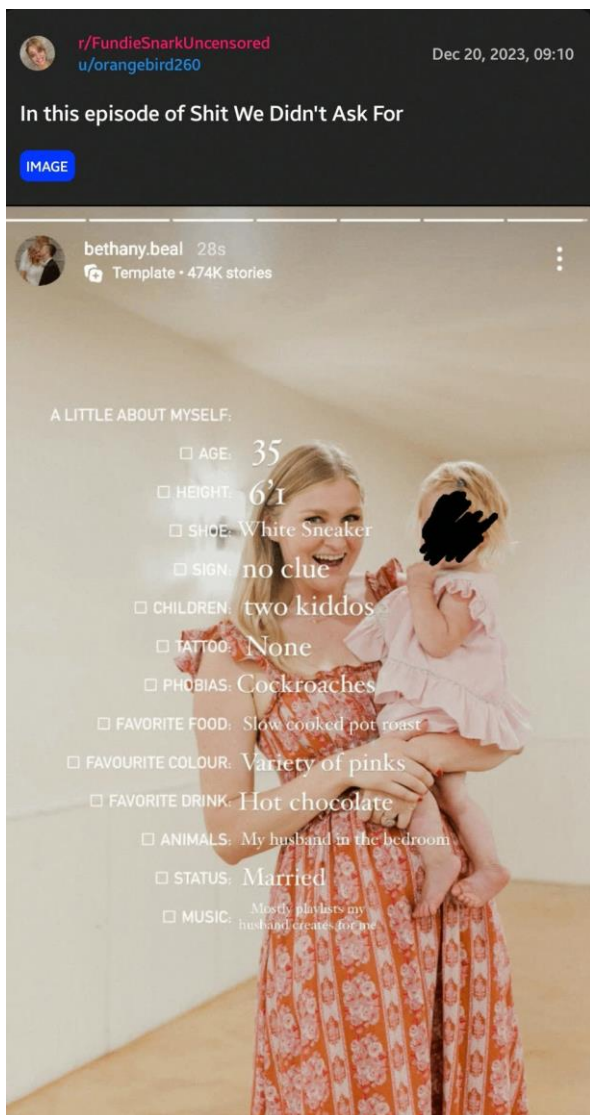 r/FundieSnarkUncensored
u/orangebird260
Dec 20, 2023, 09:10
In this episode of Shit We Didn't Ask For
IMAGE
bethany.beal 28s
Template • 474K stories
A LITTLE ABOUT MYSELF:
AGE: 35
HEIGHT: 6'1
SHOE: White Sneaker
SIGN: no clue
CHILDREN: two kiddos
TATTOO: None
PHOBIAS: Cockroaches
FAVORITE FOOD: Slow cooked pot roast
FAVOURITE COLOUR: Variety of pinks
FAVORITE DRINK: Hot chocolate
ANIMALS: My husband in the bedroom
STATUS: Married
MUSIC: Mostly playlists my
husband creates for me